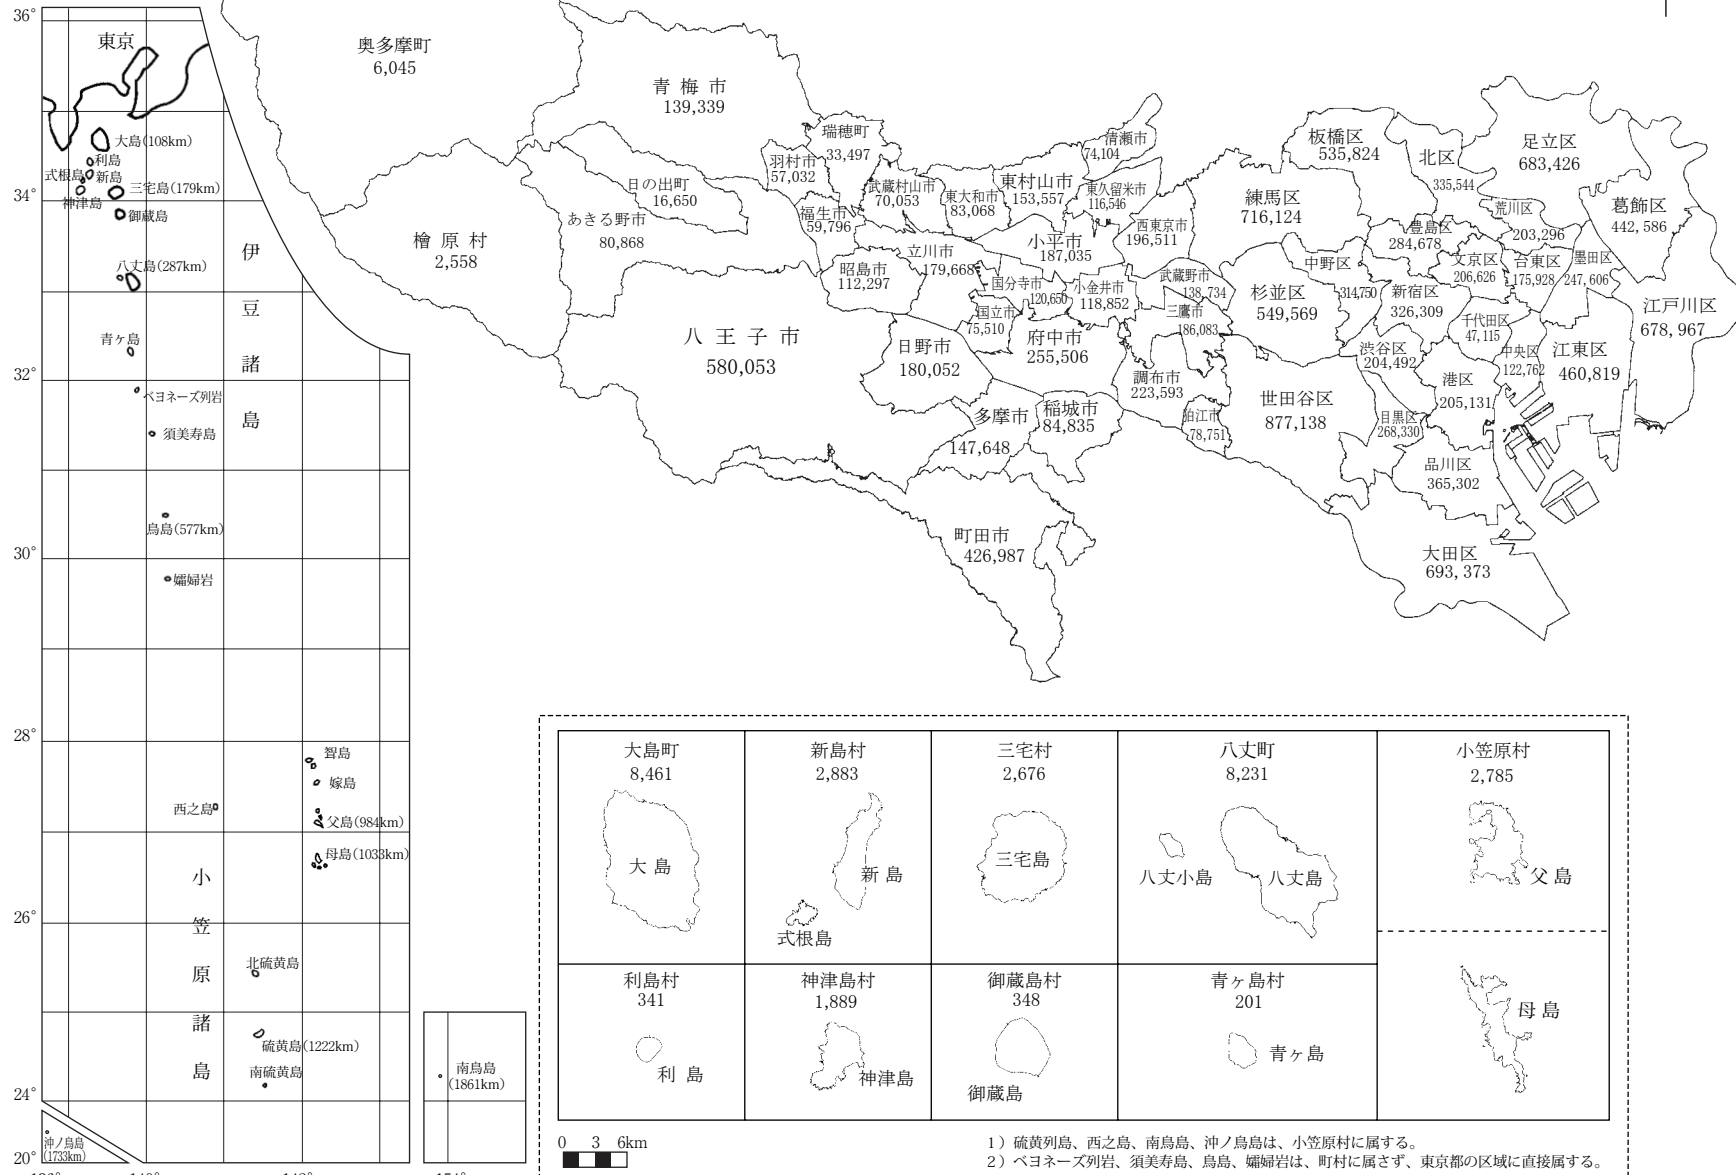 36°
34°
32°
30°
28°
26°
24°
20°
東京
大島(108km)
利島
式根島
新島
三宅島(179km)
神津島
御蔵島
八丈島(287km)
青ヶ島
ベヨネーズ列岩
須美寿島
鳥島(577km)
孀婦岩
伊豆諸島
聟島
嫁島
西之島
父島(984km)
母島(1033km)
小笠原諸島
北硫黄島
硫黄島(1222km)
南硫黄島
沖ノ鳥島
(1733km)
南鳥島
(1861km)
奥多摩町
6,045
青梅市
139,339
瑞穂町
33,497
羽村市
57,032
日の出町
16,650
あきる野市
80,868
檜原村
2,558
福生市
59,796
武蔵村山市
70,053
東大和市
83,068
東村山市
153,557
清瀬市
74,104
東久留米市
116,546
西東京市
196,511
小平市
187,035
立川市
179,668
昭島市
112,297
国分寺市
120,650
小金井市
118,852
武蔵野市
138,734
三鷹市
186,083
国立市
75,510
府中市
255,506
八王子市
580,053
日野市
180,052
調布市
223,593
狛江市
78,751
多摩市
147,648
稲城市
84,835
町田市
426,987
板橋区
535,824
北区
335,544
足立区
683,426
練馬区
716,124
荒川区
203,296
葛飾区
442,586
豊島区
284,678
文京区
206,626
台東区
175,928
墨田区
247,606
中野区
314,750
杉並区
549,569
新宿区
326,309
千代田区
47,115
江戸川区
678,967
渋谷区
204,492
中央区
122,762
江東区
460,819
港区
205,131
世田谷区
877,138
目黒区
268,330
品川区
365,302
大田区
693,373
大島町
8,461
大島
新島村
2,883
新島
式根島
三宅村
2,676
三宅島
八丈町
8,231
八丈小島
八丈島
小笠原村
2,785
父島
母島
利島村
341
利島
神津島村
1,889
神津島
御蔵島村
348
御蔵島
青ヶ島村
201
青ヶ島
0 3 6km
1）硫黄列島、西之島、南鳥島、沖ノ鳥島は、小笠原村に属する。
2）ベヨネーズ列岩、須美寿島、鳥島、孀婦岩は、町村に属さず、東京都の区域に直接属する。